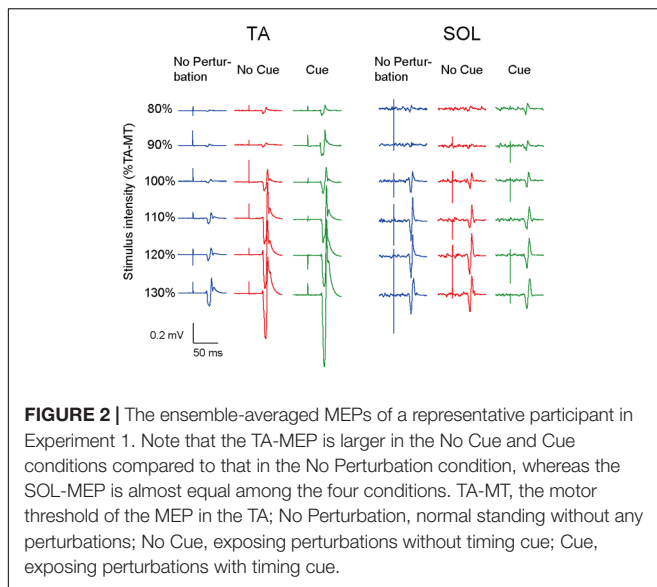 TA SOL
No Pertur-
bation No Cue Cue No Pertur-
bation No Cue Cue
Stimulus intensity (%TA-MT)
80%
90%
100%
110%
120%
130%
0.2 mV
50 ms
FIGURE 2 | The ensemble-averaged MEPs of a representative participant in
Experiment 1. Note that the TA-MEP is larger in the No Cue and Cue
conditions compared to that in the No Perturbation condition, whereas the
SOL-MEP is almost equal among the four conditions. TA-MT, the motor
threshold of the MEP in the TA; No Perturbation, normal standing without any
perturbations; No Cue, exposing perturbations without timing cue; Cue,
exposing perturbations with timing cue.